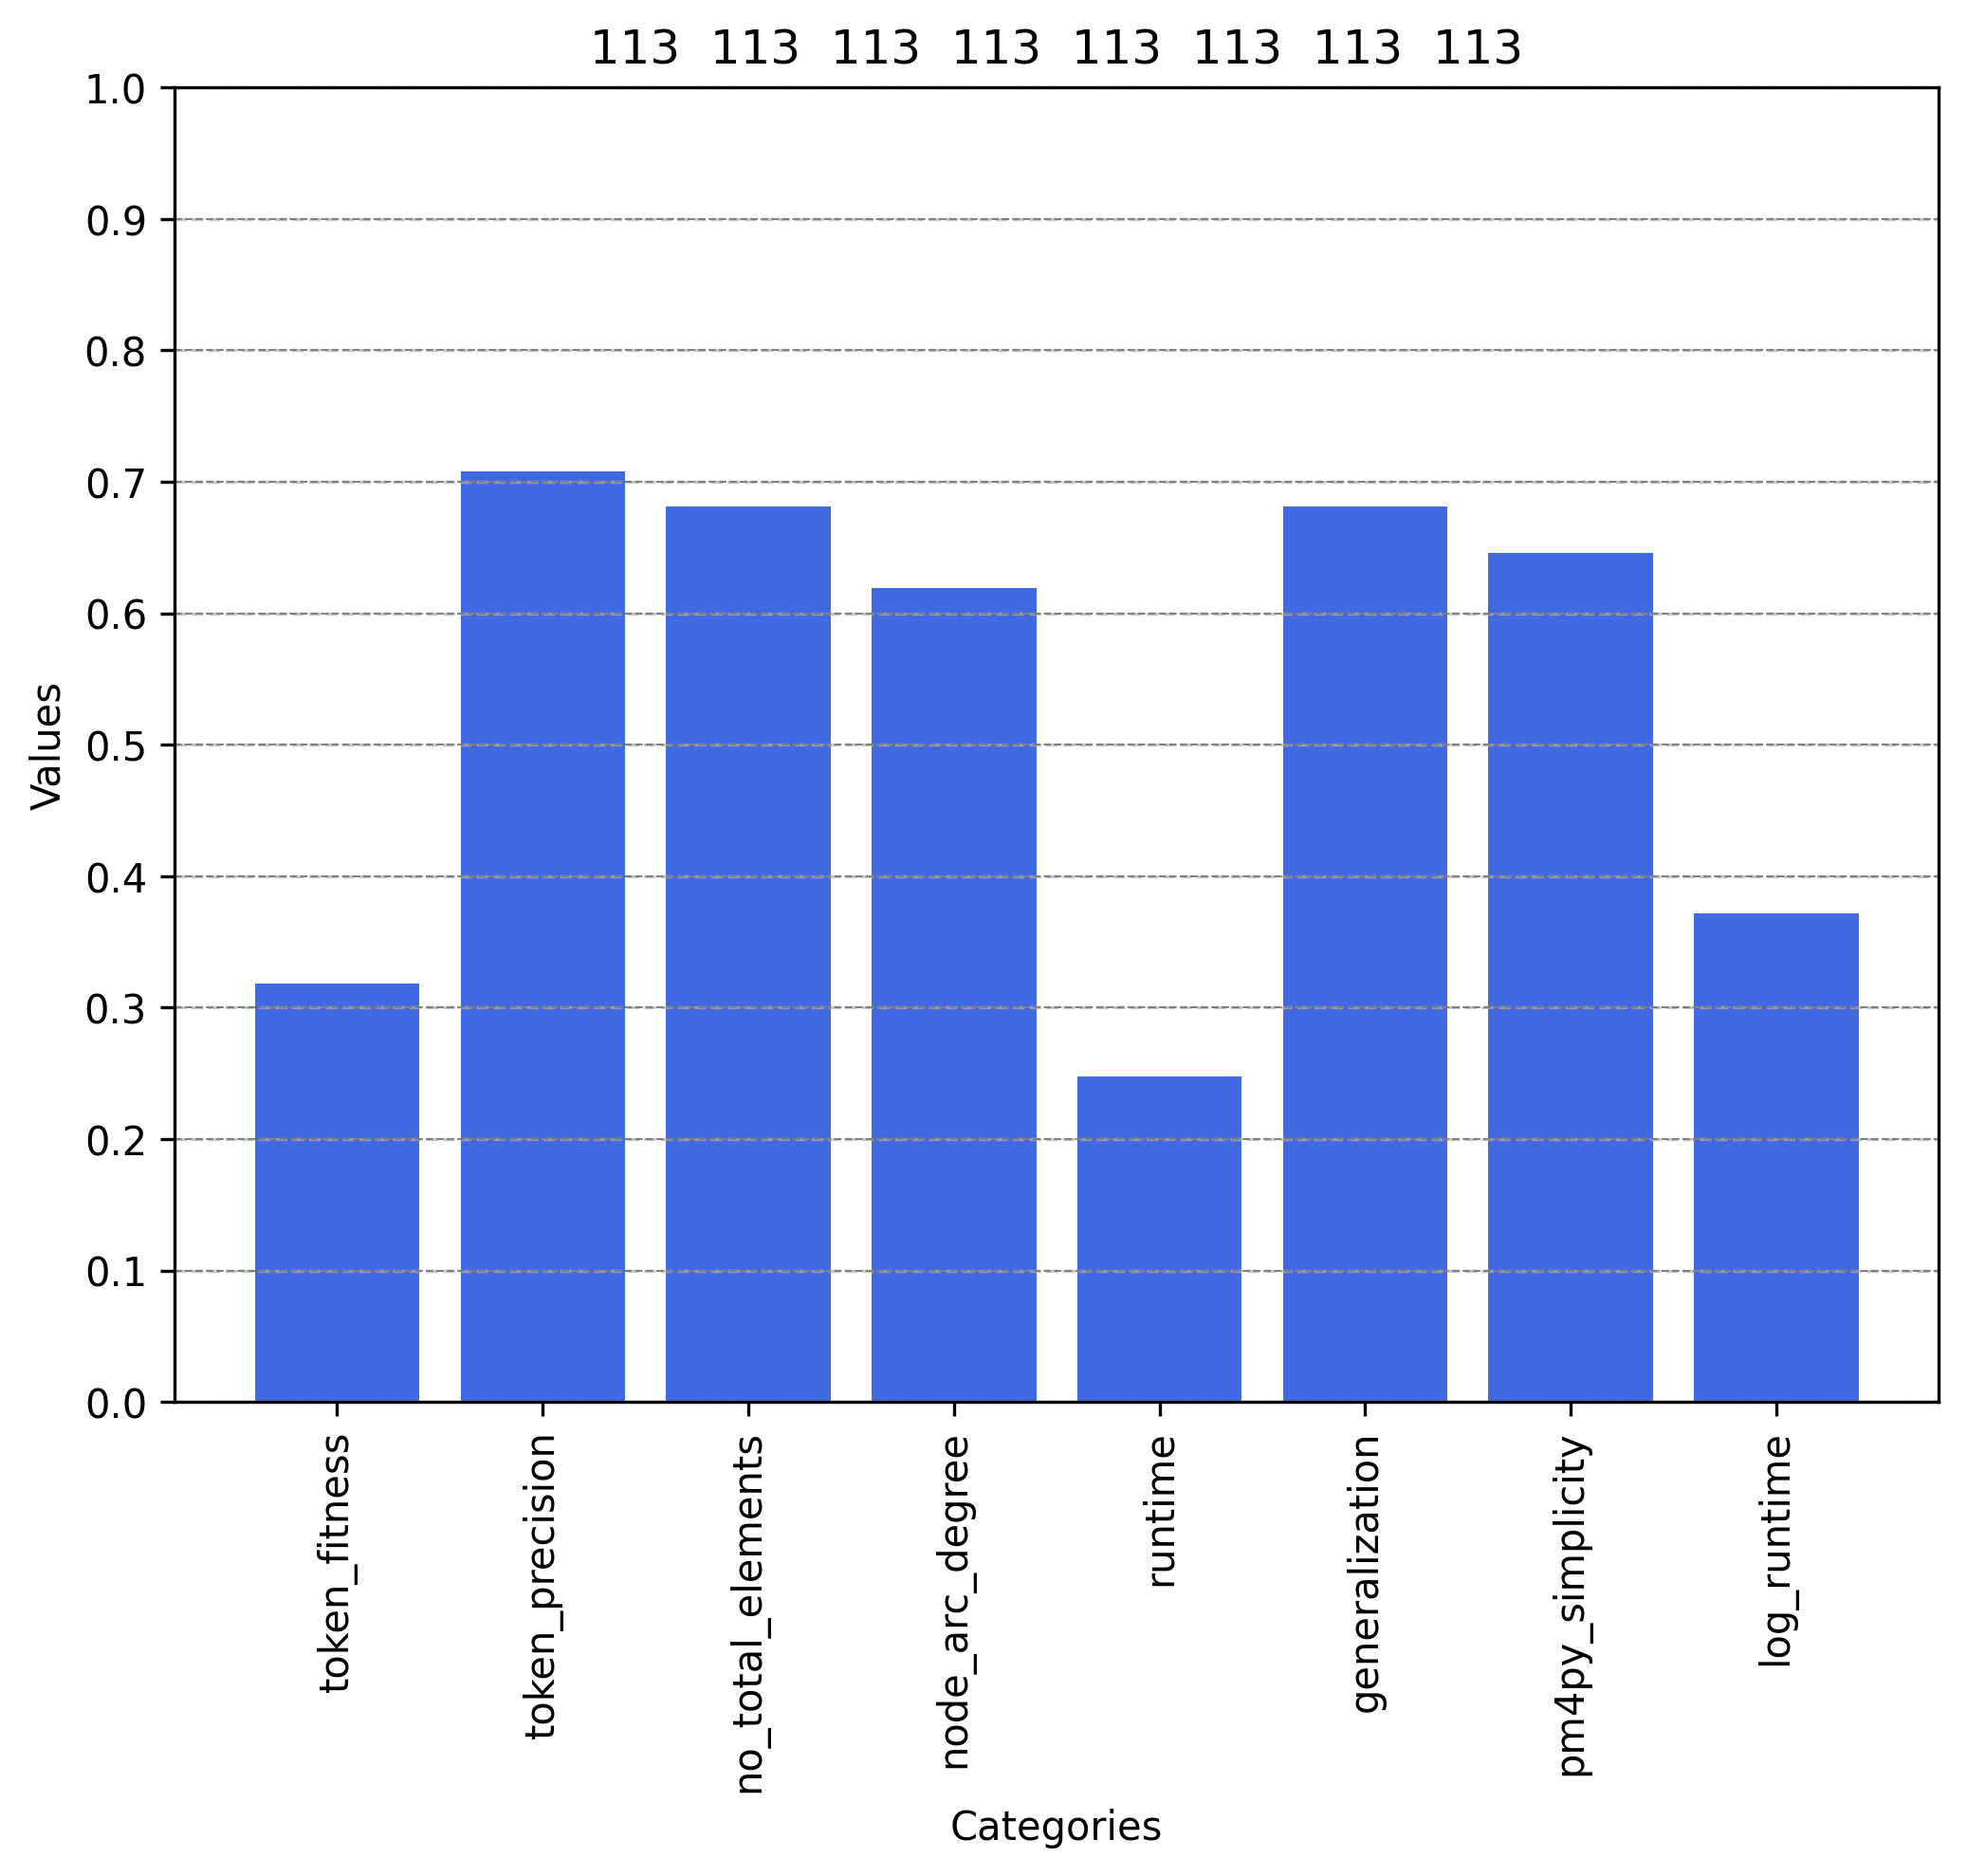 113 113 113 113 113 113 113 113
1.0
0.9
0.8
0.7
0.6
0.5
0.4
0.3
0.2
0.1
0.0
Values
token_fitness
token_precision
no_total_elements
node_arc_degree
runtime
generalization
pm4py_simplicity
log_runtime
Categories